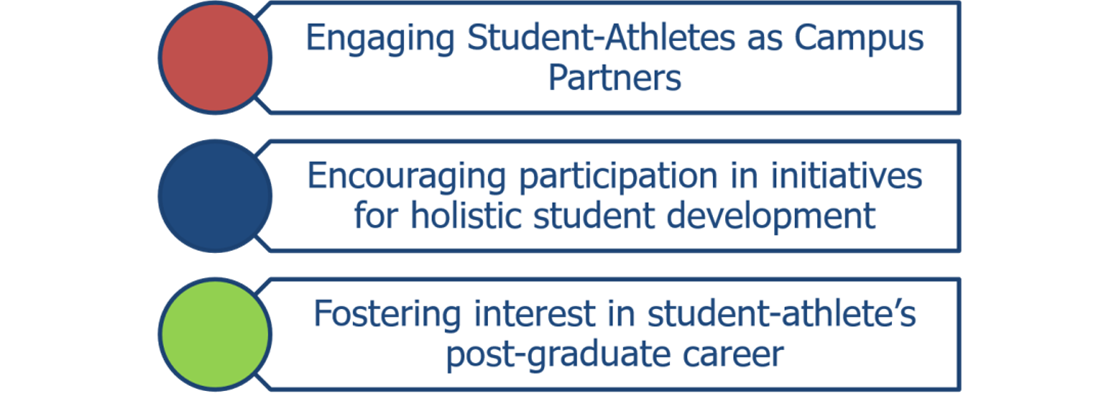 Engaging Student-Athletes as Campus
Partners
Encouraging participation in initiatives
for holistic student development
Fostering interest in student-athlete’s
post-graduate career